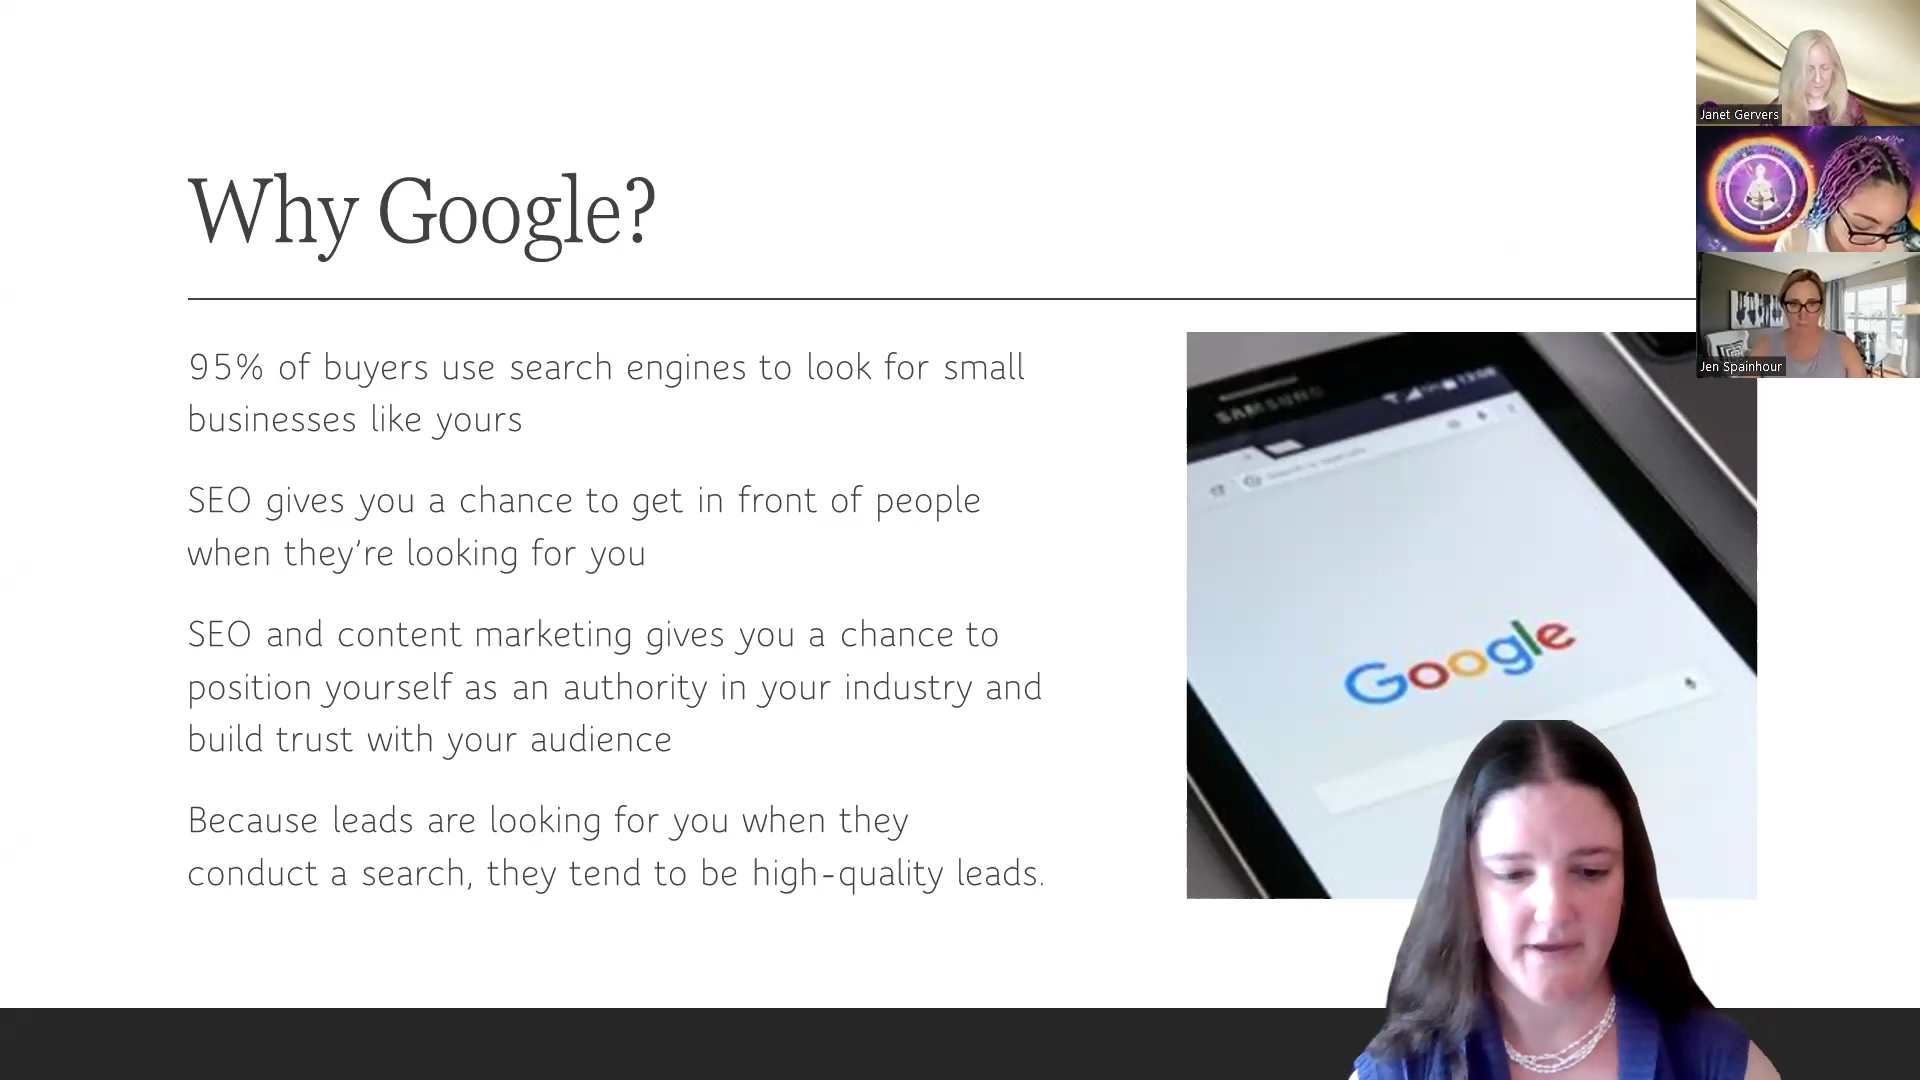 Why Google?
95% of buyers use search engines to look for small
businesses like yours
SEO gives you a chance to get in front of people
when they're looking for you
SEO and content marketing gives you a chance to
position yourself as an authority in your industry and
build trust with your audience
Because leads are looking for you when they
conduct a search, they tend to be high-quality leads.
SAMSUNG
Google
Janet Gervers
Jen Spainhour